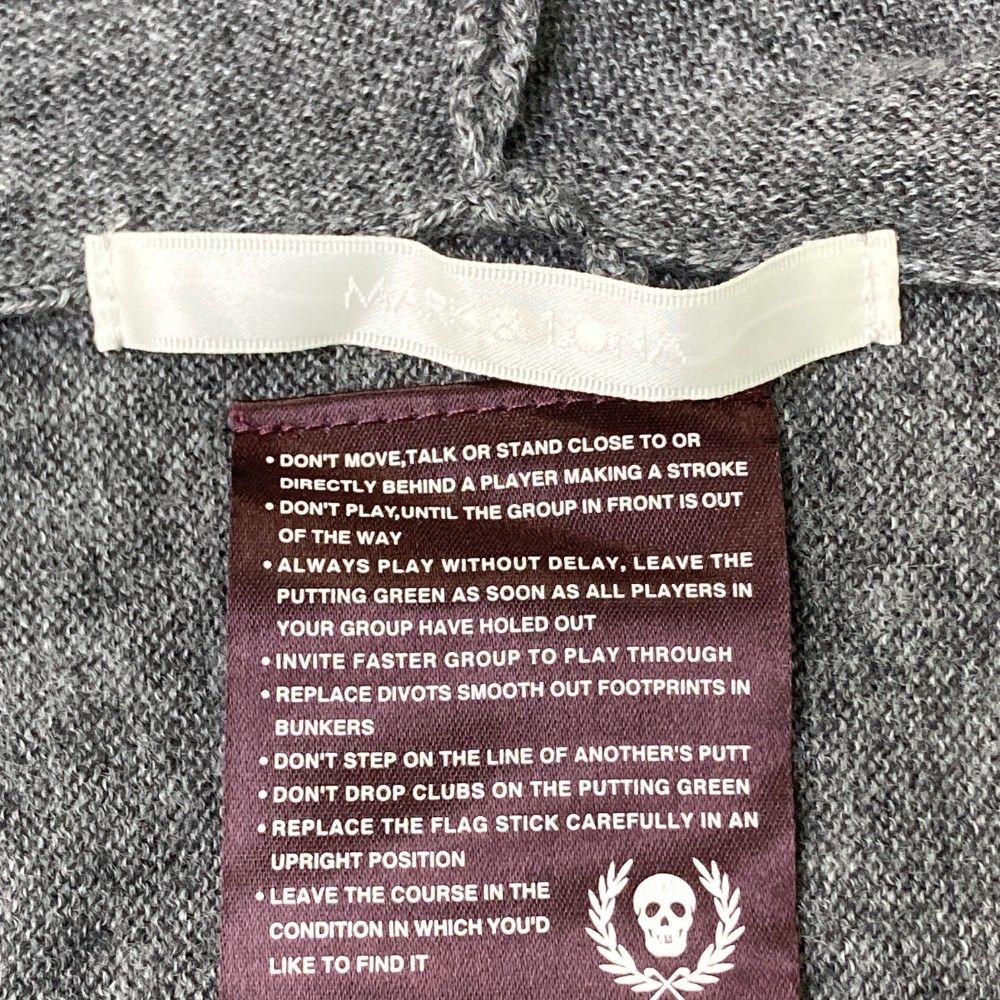 MARK & LONA
• DON'T MOVE,TALK OR STAND CLOSE TO OR
DIRECTLY BEHIND A PLAYER MAKING A STROKE
• DON'T PLAY,UNTIL THE GROUP IN FRONT IS OUT
OF THE WAY
• ALWAYS PLAY WITHOUT DELAY, LEAVE THE
PUTTING GREEN AS SOON AS ALL PLAYERS IN
YOUR GROUP HAVE HOLED OUT
• INVITE FASTER GROUP TO PLAY THROUGH
• REPLACE DIVOTS SMOOTH OUT FOOTPRINTS IN
BUNKERS
• DON'T STEP ON THE LINE OF ANOTHER'S PUTT
• DON'T DROP CLUBS ON THE PUTTING GREEN
• REPLACE THE FLAG STICK CAREFULLY IN AN
UPRIGHT POSITION
• LEAVE THE COURSE IN THE
CONDITION IN WHICH YOU'D
LIKE TO FIND IT